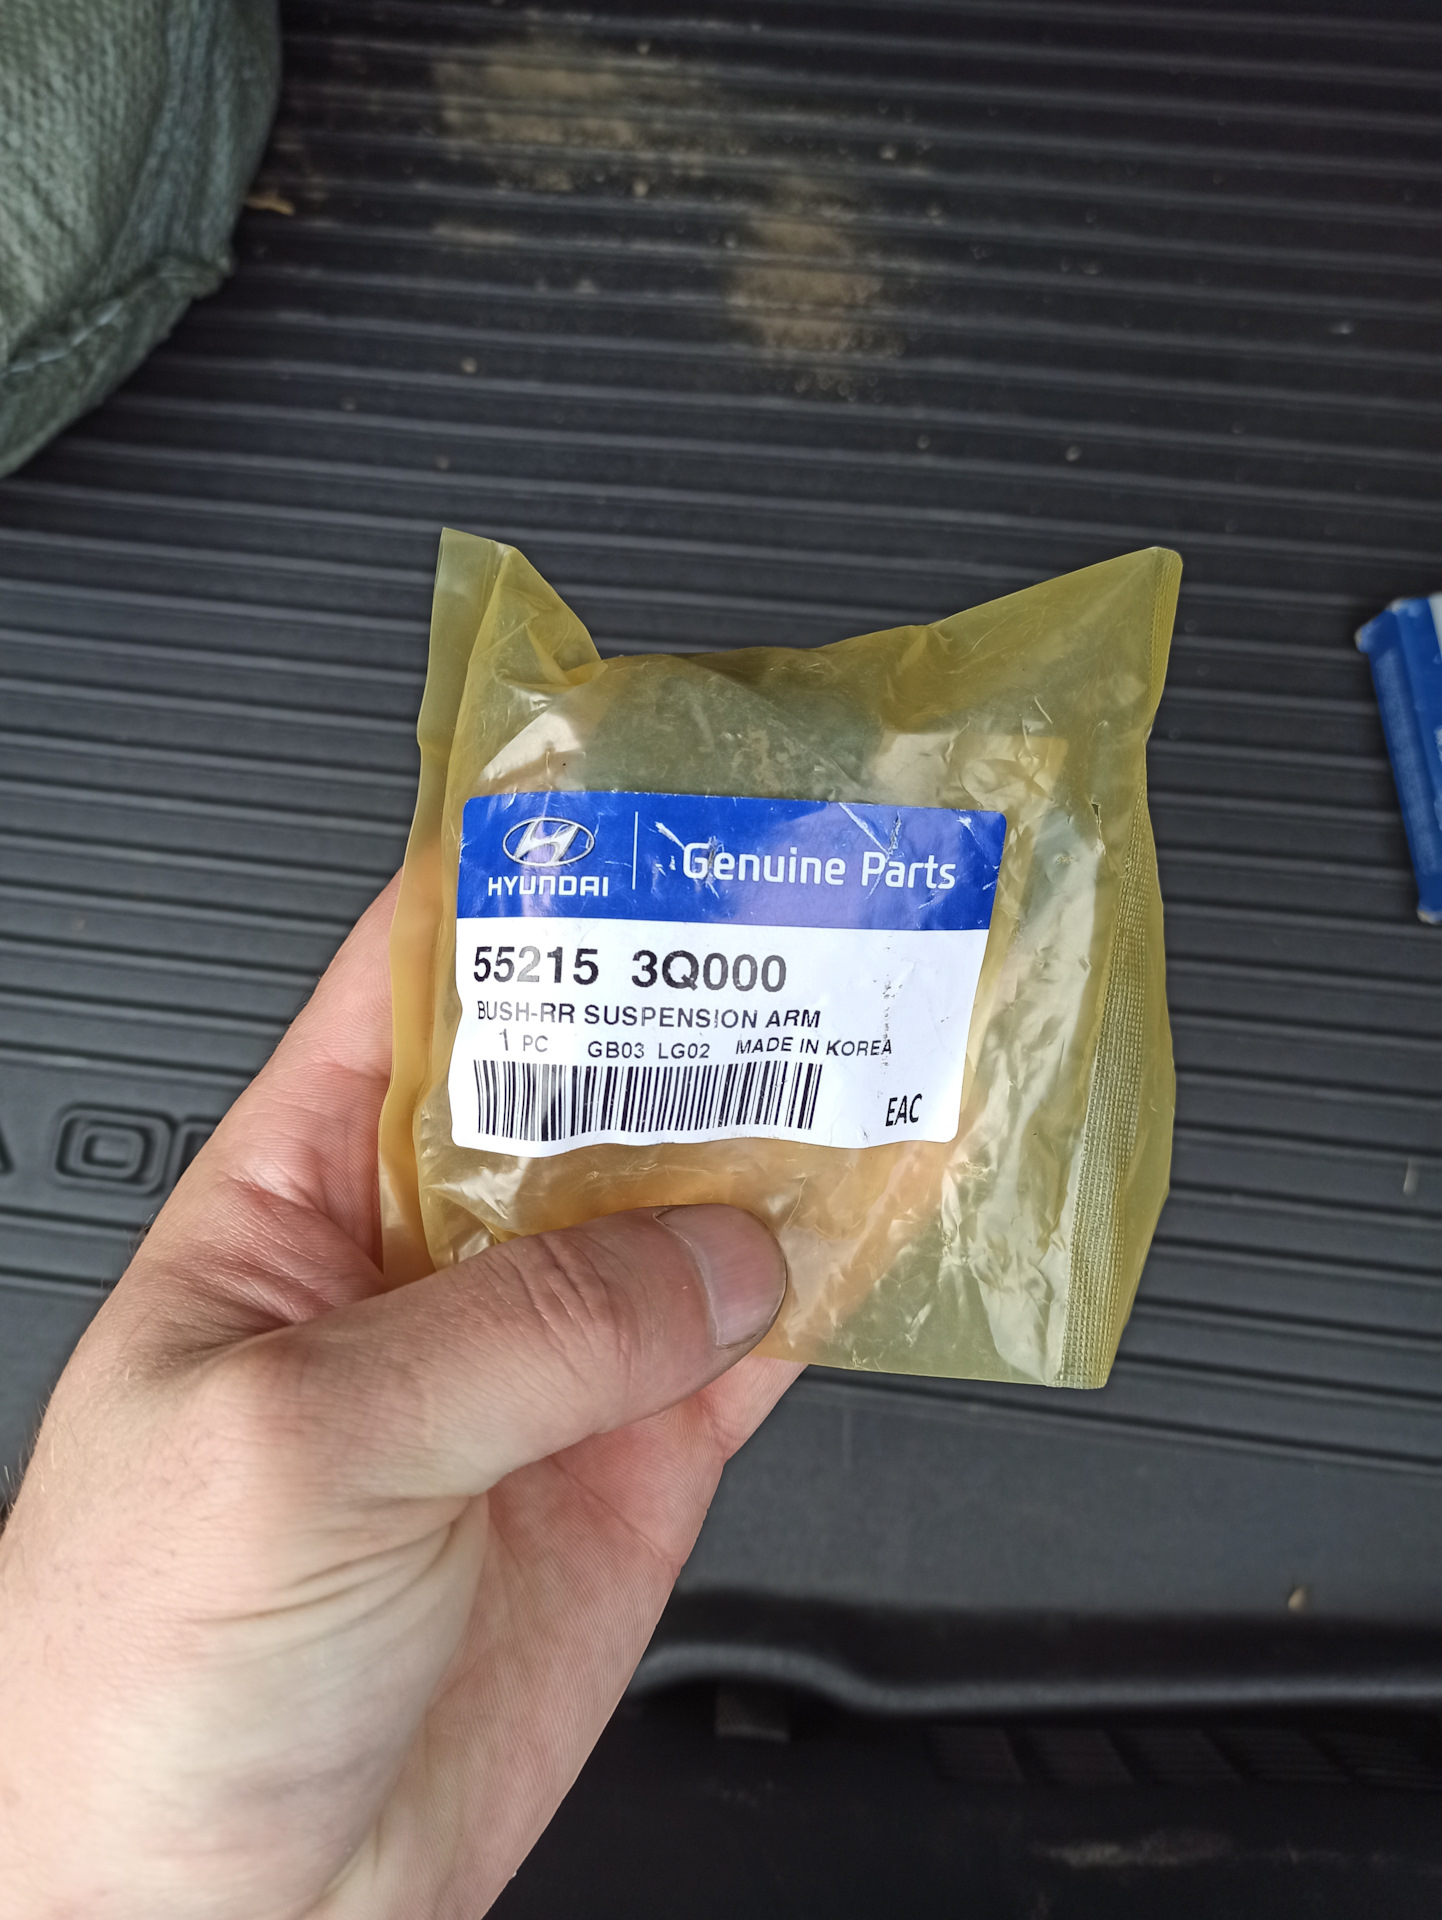 HYUNDAI
Genuine Parts
55215 3Q000
BUSH-RR SUSPENSION ARM
1 PC GB03 LG02 MADE IN KOREA
EAC